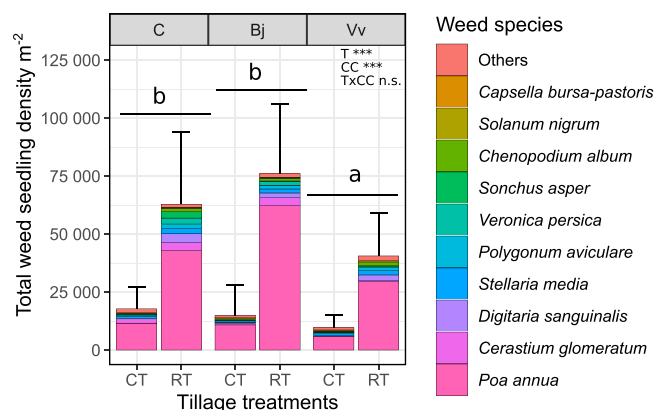 C Bj Vv
Total weed seedling density m-2
125 000
100 000
75 000
50 000
25 000
0
T ***
CC ***
TxCC n.s.
b
b
a
CT RT CT RT CT RT
Tillage treatments
Weed species
Others
Capsella bursa-pastoris
Solanum nigrum
Chenopodium album
Sonchus asper
Veronica persica
Polygonum aviculare
Stellaria media
Digitaria sanguinalis
Cerastium glomeratum
Poa annua